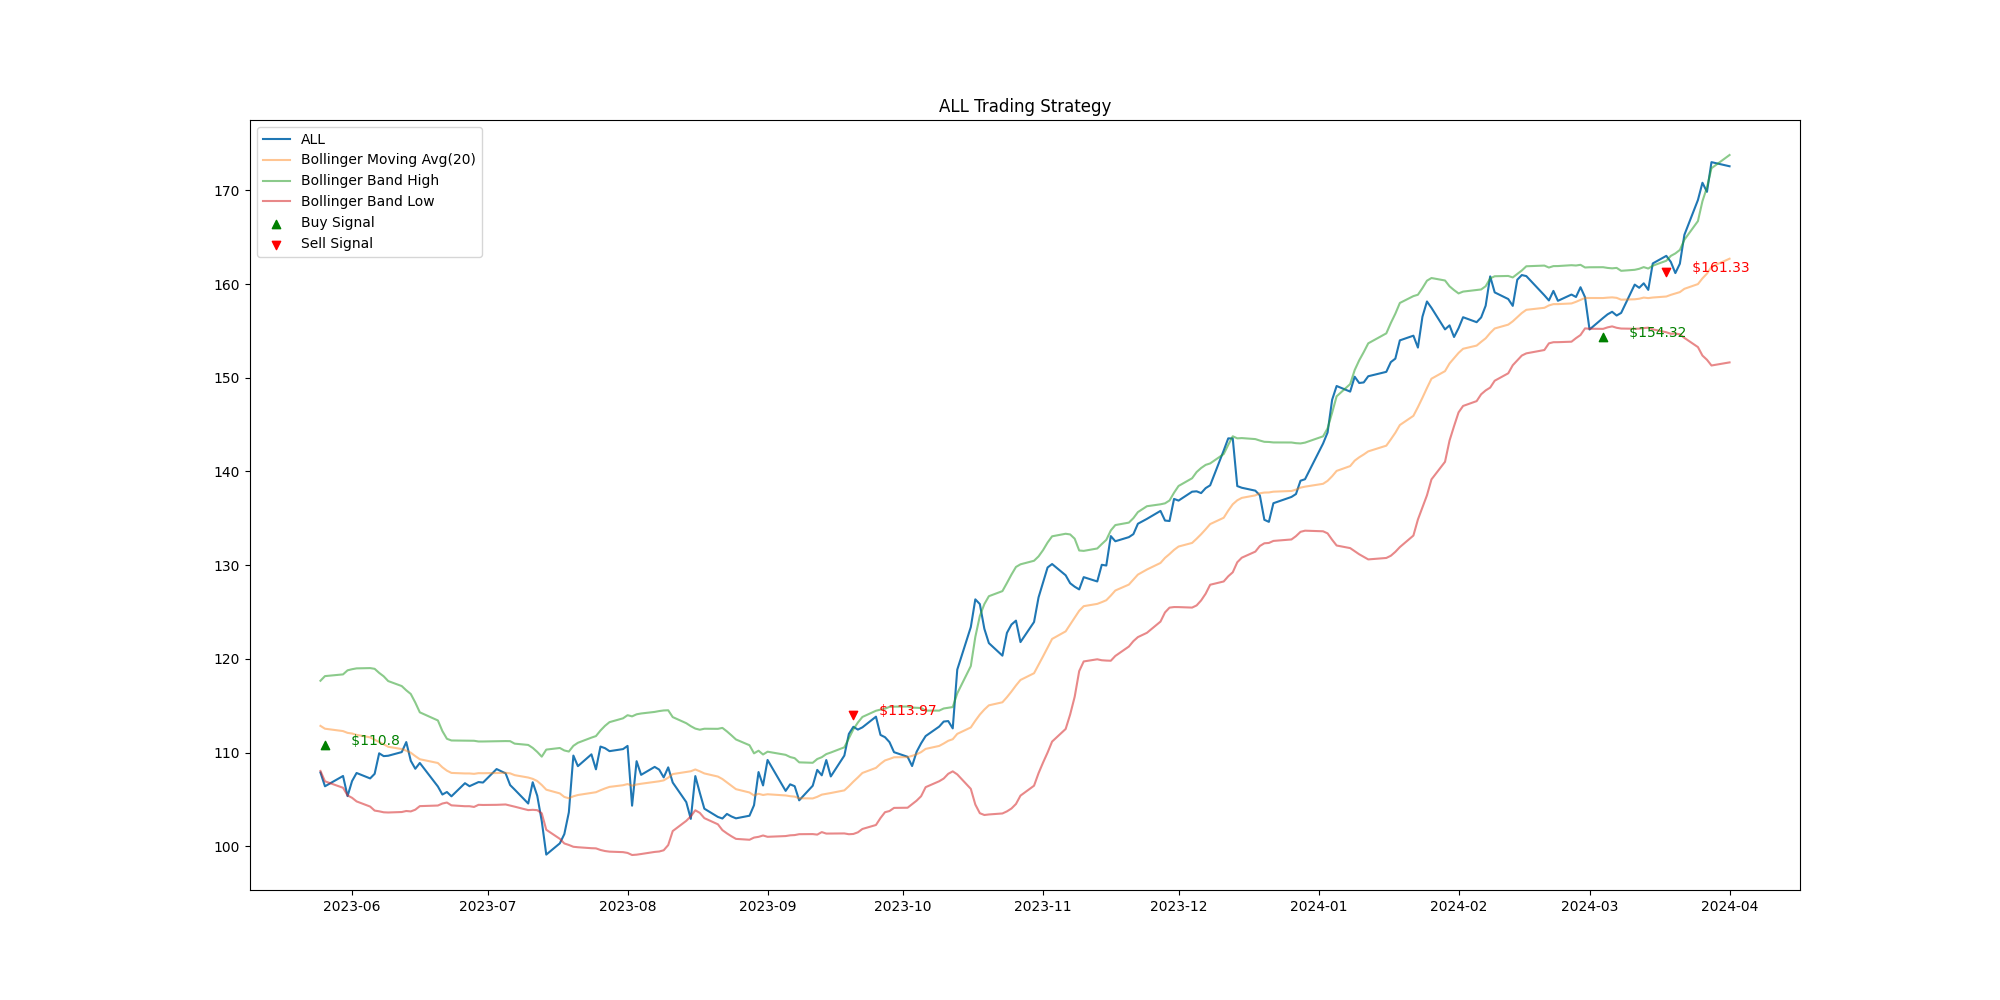 ALL Trading Strategy
ALL
Bollinger Moving Avg(20)
Bollinger Band High
Bollinger Band Low
Buy Signal
Sell Signal
170
160
150
140
130
120
110
100
$161.33
$154.32
$113.97
$110.8
2023-06 2023-07 2023-08 2023-09 2023-10 2023-11 2023-12 2024-01 2024-02 2024-03 2024-04